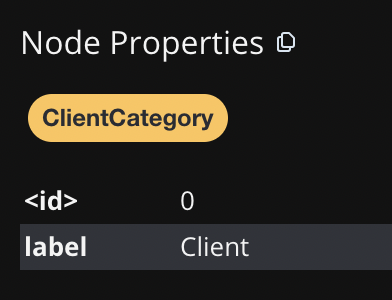 Node Properties
ClientCategory
<id> 0
label Client